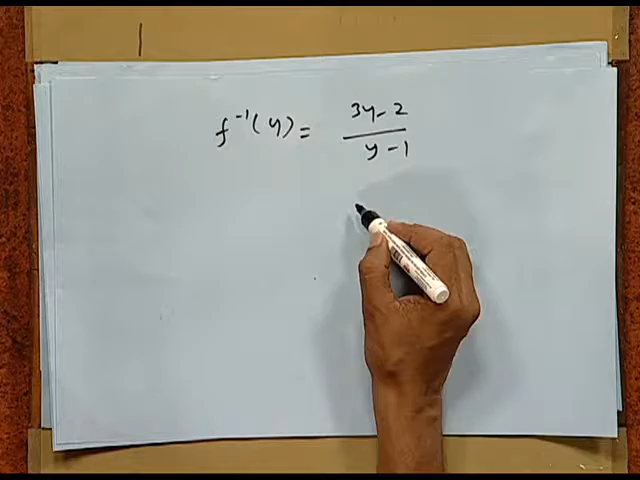 f⁻¹(y) = 3y-2 / y-1